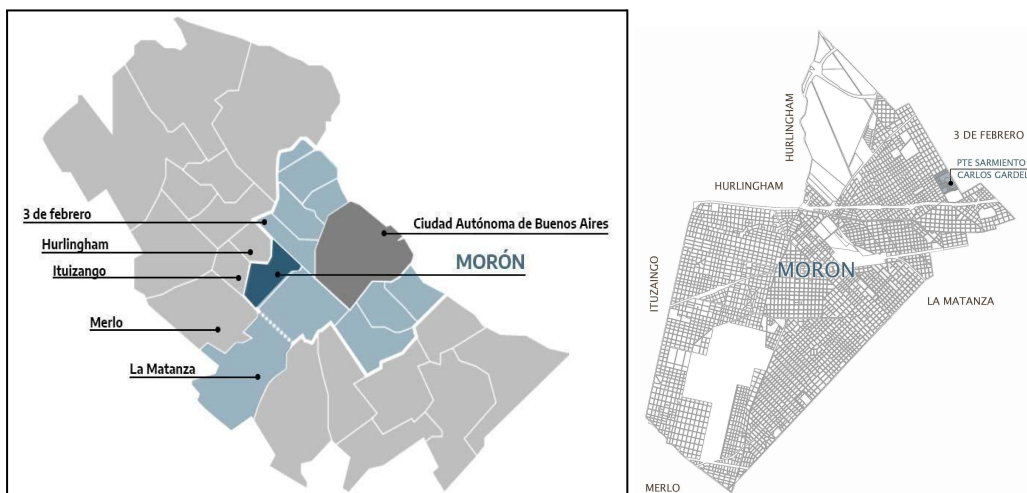 3 de febrero
Ciudad Autónoma de Buenos Aires
Hurlingham
MORÓN
Ituizango
Merlo
La Matanza
HURLINGHAM
3 DE FEBRERO
PTE SARMIENTO
CARLOS GARDEL
HURLINGHAM
MORON
ITUZAINGO
LA MATANZA
MERLO